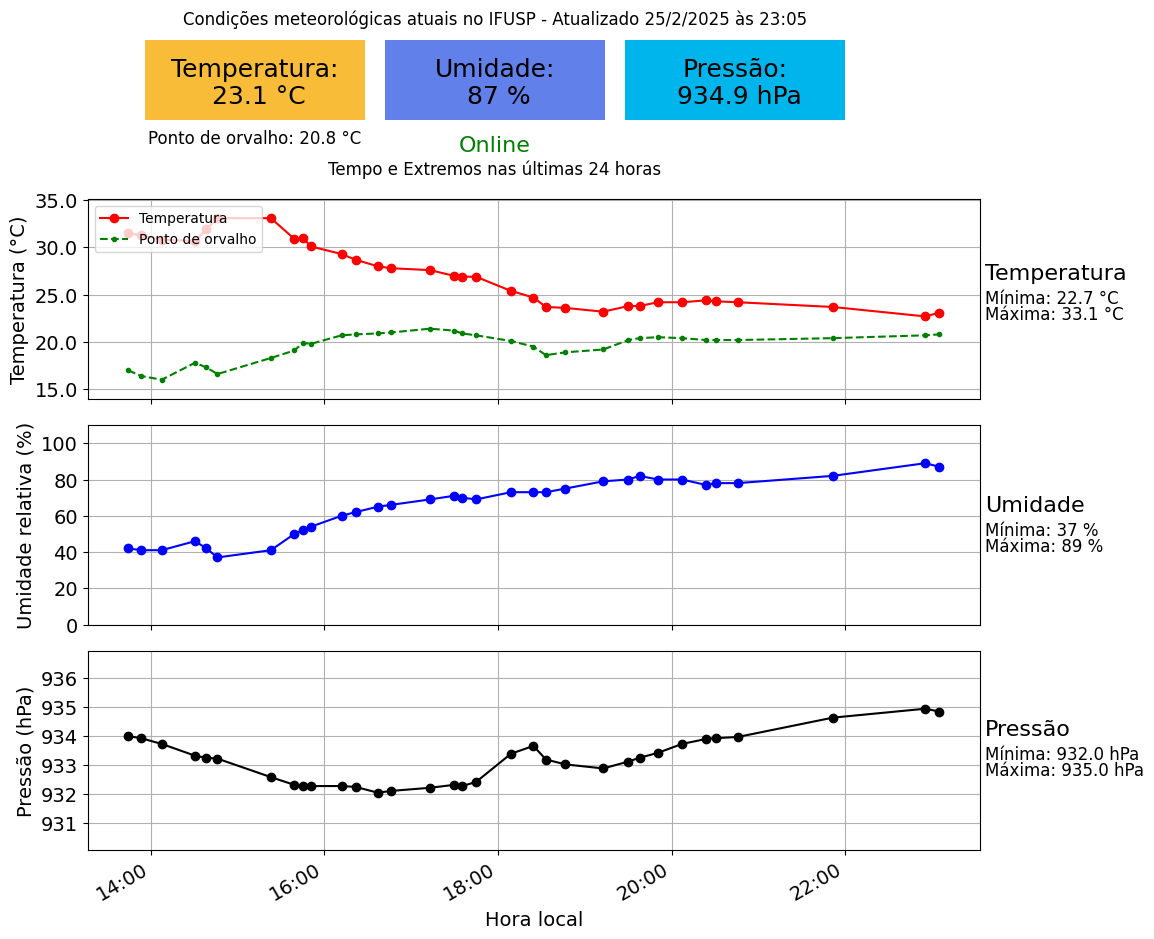 Condições meteorológicas atuais no IFUSP - Atualizado 25/2/2025 às 23:05
Temperatura:
23.1 °C
Umidade:
87 %
Pressão:
934.9 hPa
Ponto de orvalho: 20.8 °C
Online
Tempo e Extremos nas últimas 24 horas
Temperatura (°C)
35.0
30.0
25.0
20.0
15.0
Temperatura
Ponto de orvalho
Temperatura
Mínima: 22.7 °C
Máxima: 33.1 °C
Umidade relativa (%)
100
80
60
40
20
0
Umidade
Mínima: 37 %
Máxima: 89 %
Pressão (hPa)
936
935
934
933
932
931
Pressão
Mínima: 932.0 hPa
Máxima: 935.0 hPa
14:00
16:00
18:00
20:00
22:00
Hora local